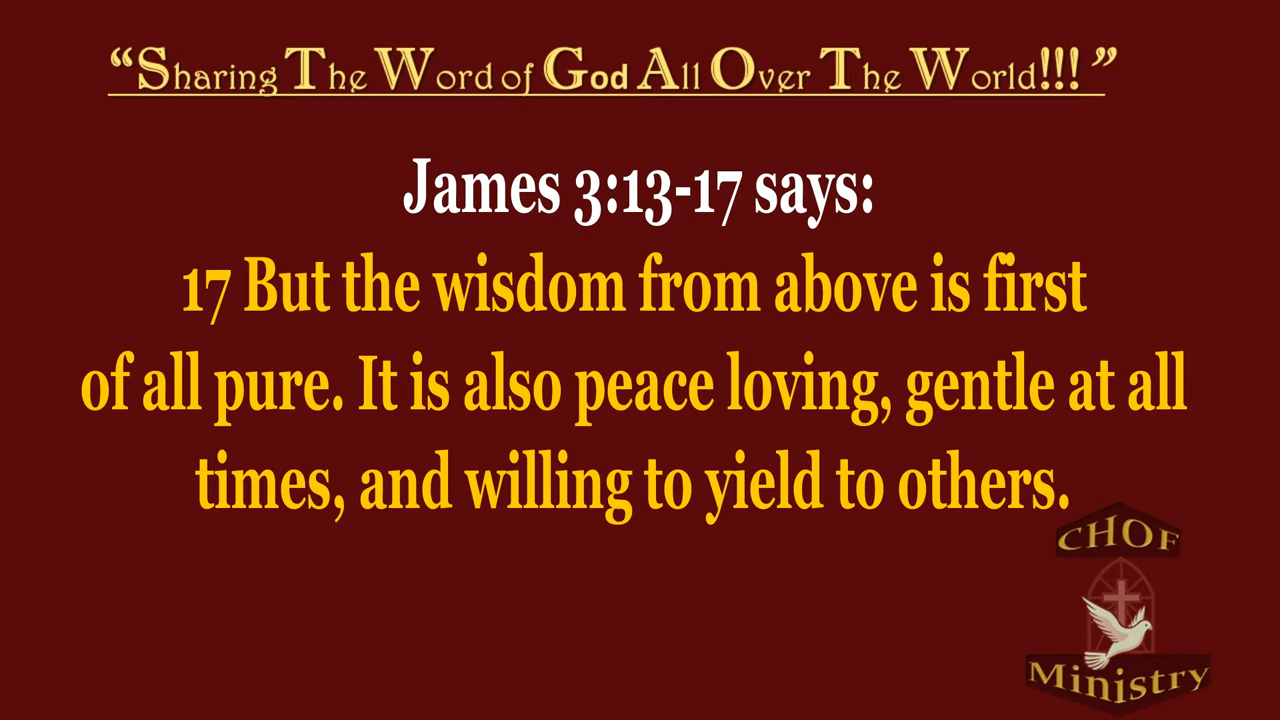 “Sharing The Word of God All Over The World!!!”
James 3:13-17 says:
17 But the wisdom from above is first
of all pure. It is also peace loving, gentle at all
times, and willing to yield to others.
CHOF
Ministry